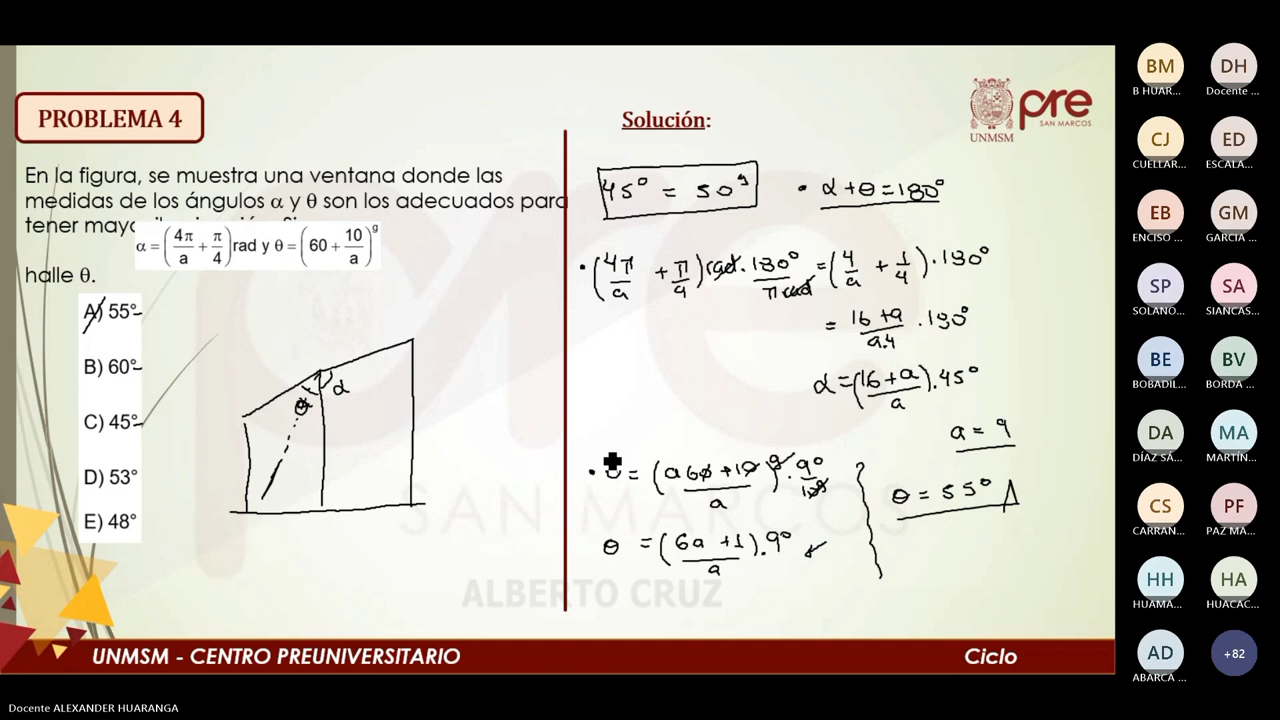 PROBLEMA 4
En la figura, se muestra una ventana donde las
medidas de los ángulos α y θ son los adecuados para
tener
α = (4π/a + π/4) rad y θ = (60 + 10/a)^g
halle θ.
A) 55°
B) 60°
C) 45°
D) 53°
E) 48°
θ α
Solución:
45° = 50^g
• α + θ = 180°
• (4π/a + π/4) rad . 180°/π rad = (4/a + 1/4) . 180°
= (16 + a)/(a.4) . 180°
α = ((16 + a)/a) . 45°
a = 9
• = ((a60 + 10)/a)^g . 9°/10^g
θ = 55°
θ = ((6a + 1)/a) . 9°
pre
SAN MARCOS
UNMSM
SAN MARCOS
ALBERTO CRUZ
UNMSM - CENTRO PREUNIVERSITARIO
Ciclo
BM
B HUAR...
DH
Docente ...
CJ
CUELLAR...
ED
ESCALA...
EB
ENCISO ...
GM
GARCIA ...
SP
SOLANO...
SA
SIANCAS...
BE
BOBADIL...
BV
BORDA ...
DA
DÍAZ SÁ...
MA
MARTÍN...
CS
CARRAN...
PF
PAZ MA...
HH
HUAMA...
HA
HUACAC...
AD
ABARCA ...
+82
Docente ALEXANDER HUARANGA